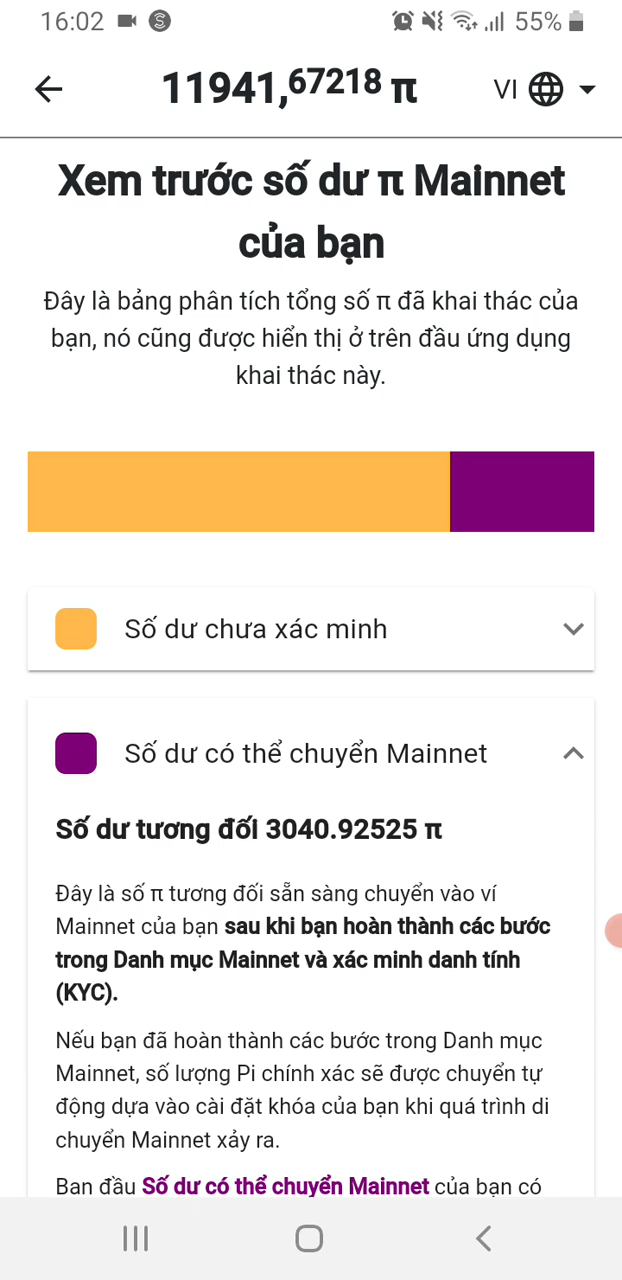 16:02 55%
11941,67218 π VI
Xem trước số dư π Mainnet
của bạn
Đây là bảng phân tích tổng số π đã khai thác của
bạn, nó cũng được hiển thị ở trên đầu ứng dụng
khai thác này.
Số dư chưa xác minh
Số dư có thể chuyển Mainnet
Số dư tương đối 3040.92525 π
Đây là số π tương đối sẵn sàng chuyển vào ví
Mainnet của bạn sau khi bạn hoàn thành các bước
trong Danh mục Mainnet và xác minh danh tính
(KYC).
Nếu bạn đã hoàn thành các bước trong Danh mục
Mainnet, số lượng Pi chính xác sẽ được chuyển tự
động dựa vào cài đặt khóa của bạn khi quá trình di
chuyển Mainnet xảy ra.
Ban đầu Số dư có thể chuyển Mainnet của bạn có